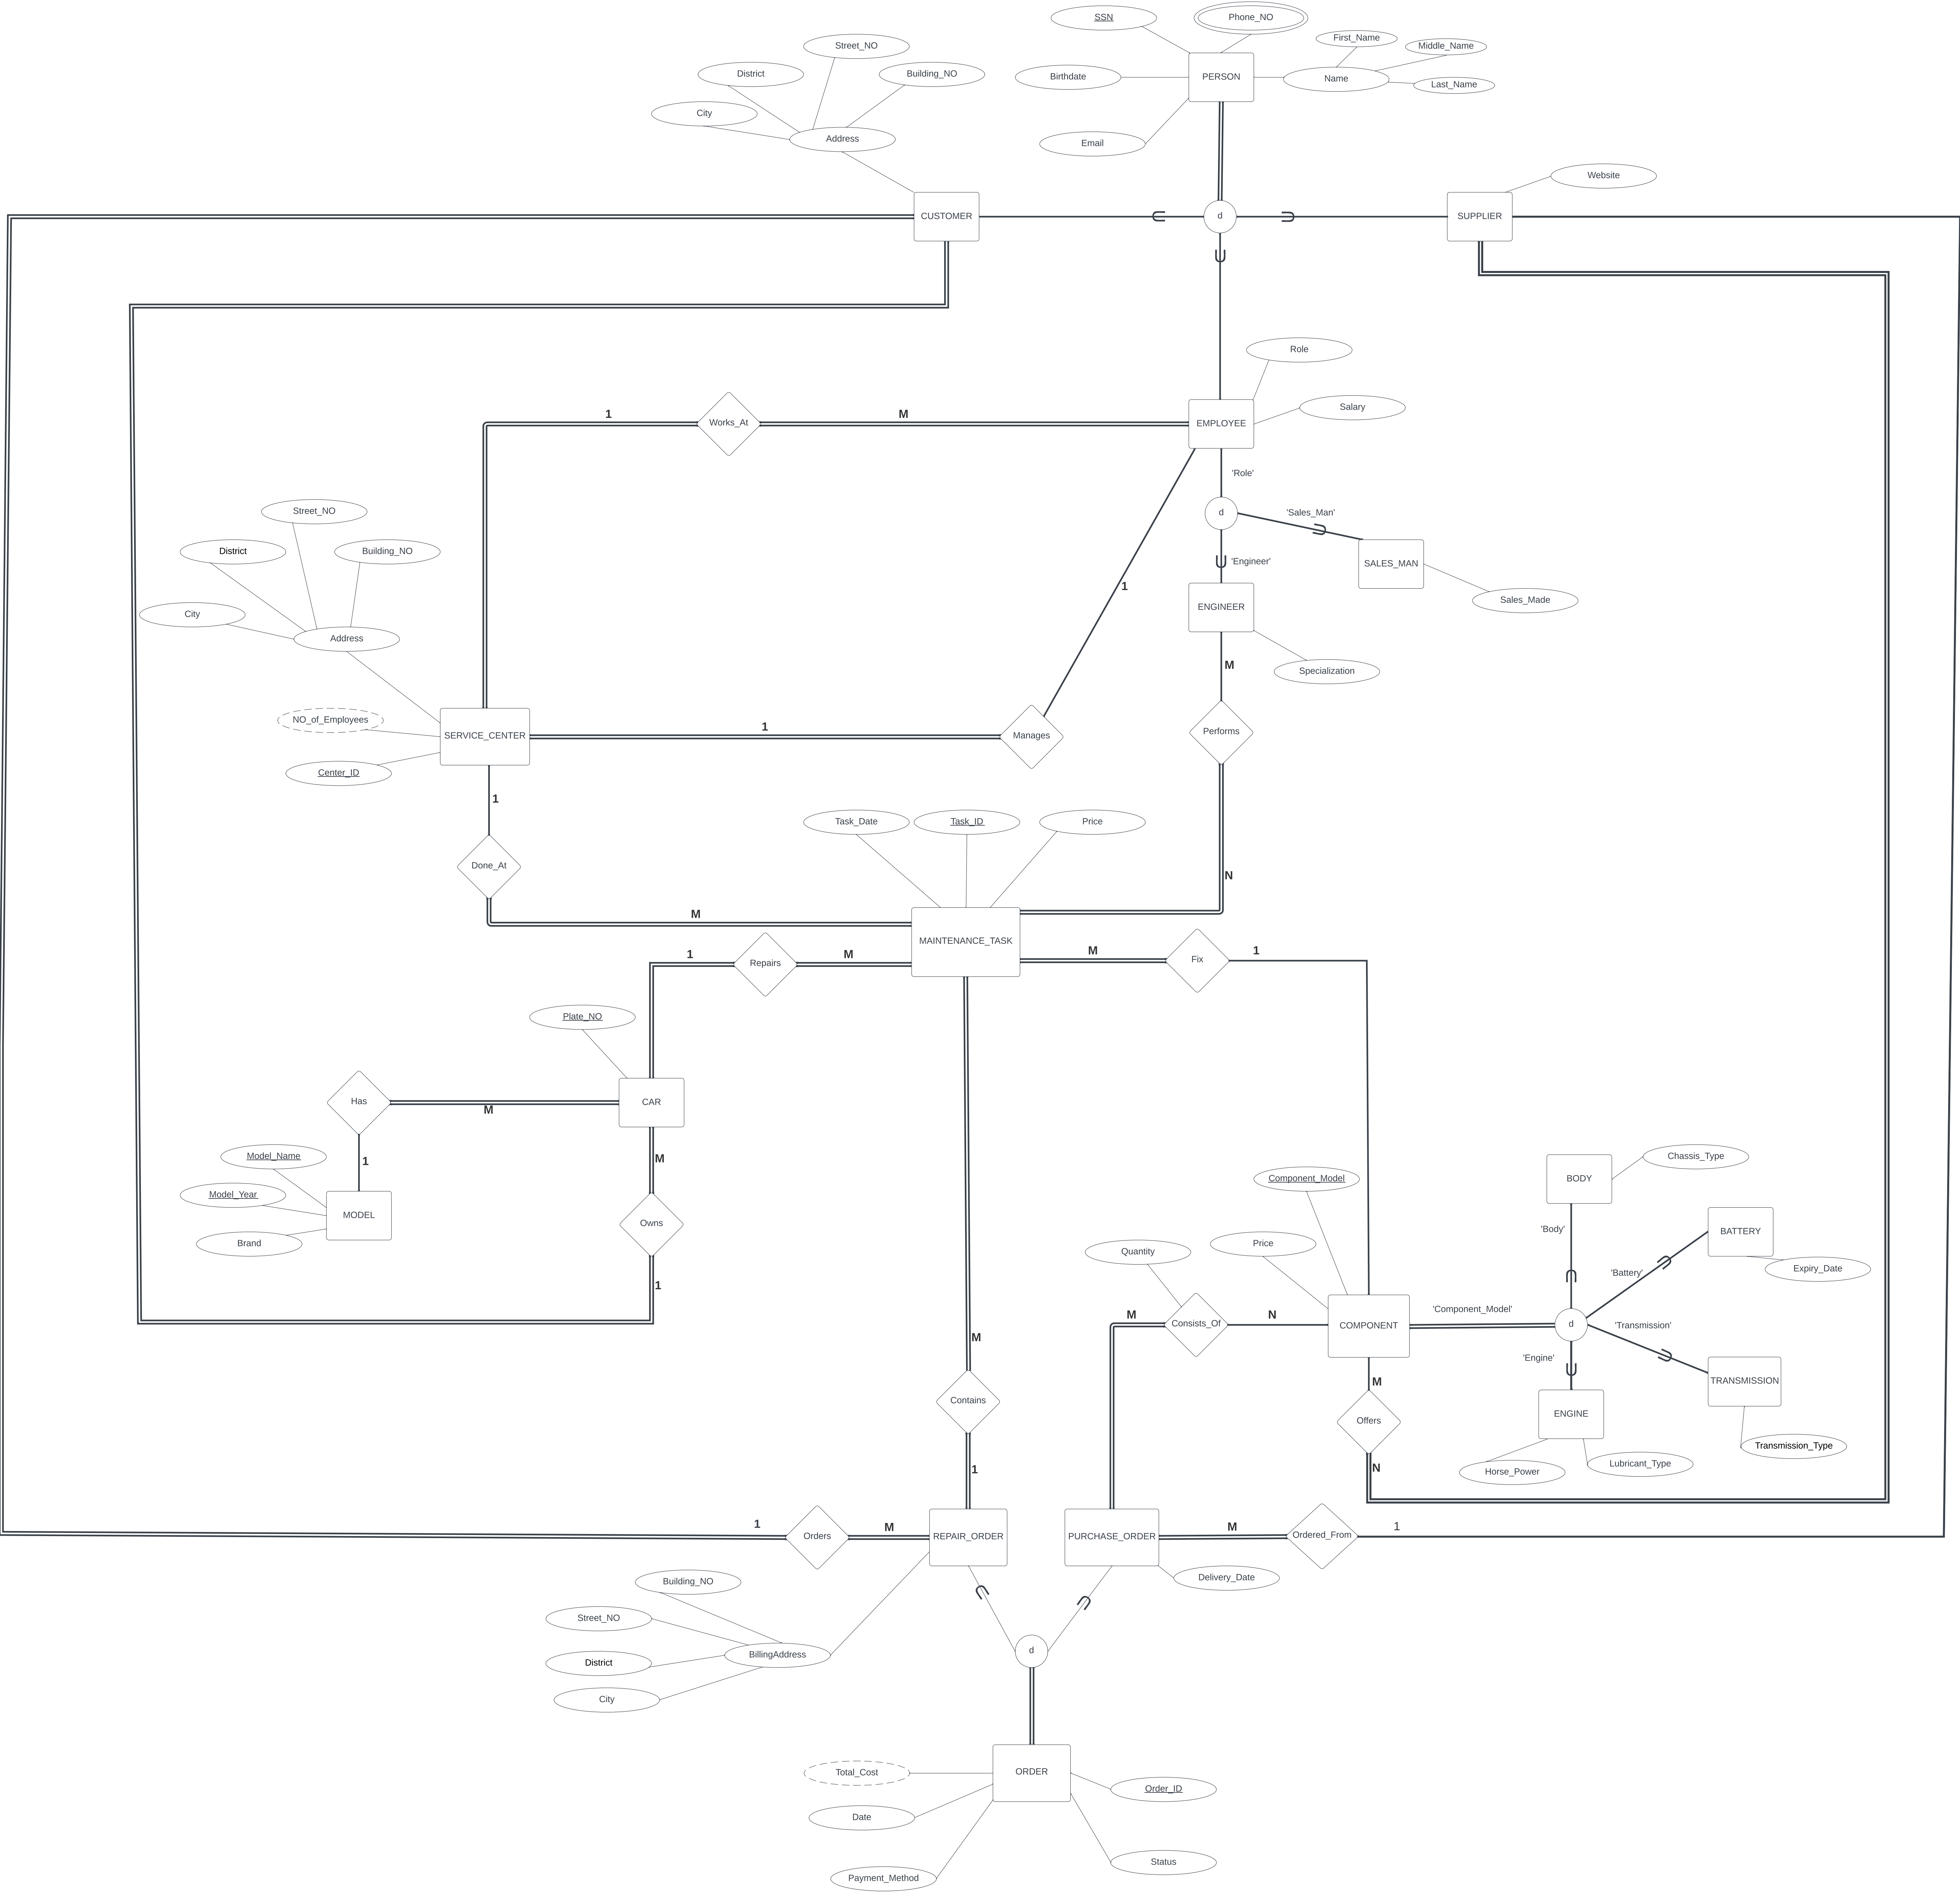 SSN
Phone_NO
First_Name
Middle_Name
Street_NO
District
Building_NO
Birthdate
PERSON
Name
Last_Name
City
Address
Email
Website
CUSTOMER
d
SUPPLIER
Role
Salary
1
Works_At
M
EMPLOYEE
'Role'
Street_NO
d
'Sales_Man'
District
Building_NO
'Engineer'
SALES_MAN
1
Sales_Made
City
ENGINEER
Address
M
Specialization
NO_of_Employees
1
SERVICE_CENTER
Manages
Performs
Center_ID
1
Task_Date
Task_ID
Price
Done_At
N
M
MAINTENANCE_TASK
1
Repairs
M
M
Fix
1
Plate_NO
Has
M
CAR
Model_Name
1
M
Chassis_Type
Model_Year
Component_Model
BODY
MODEL
Owns
Brand
Quantity
Price
'Body'
BATTERY
1
'Battery'
Expiry_Date
M
Consists_Of
N
COMPONENT
'Component_Model'
d
'Transmission'
M
'Engine'
M
TRANSMISSION
Contains
Offers
ENGINE
Transmission_Type
1
N
Horse_Power
Lubricant_Type
1
Orders
M
REPAIR_ORDER
PURCHASE_ORDER
M
Ordered_From
1
Building_NO
Delivery_Date
Street_NO
BillingAddress
d
District
City
Total_Cost
ORDER
Order_ID
Date
Payment_Method
Status